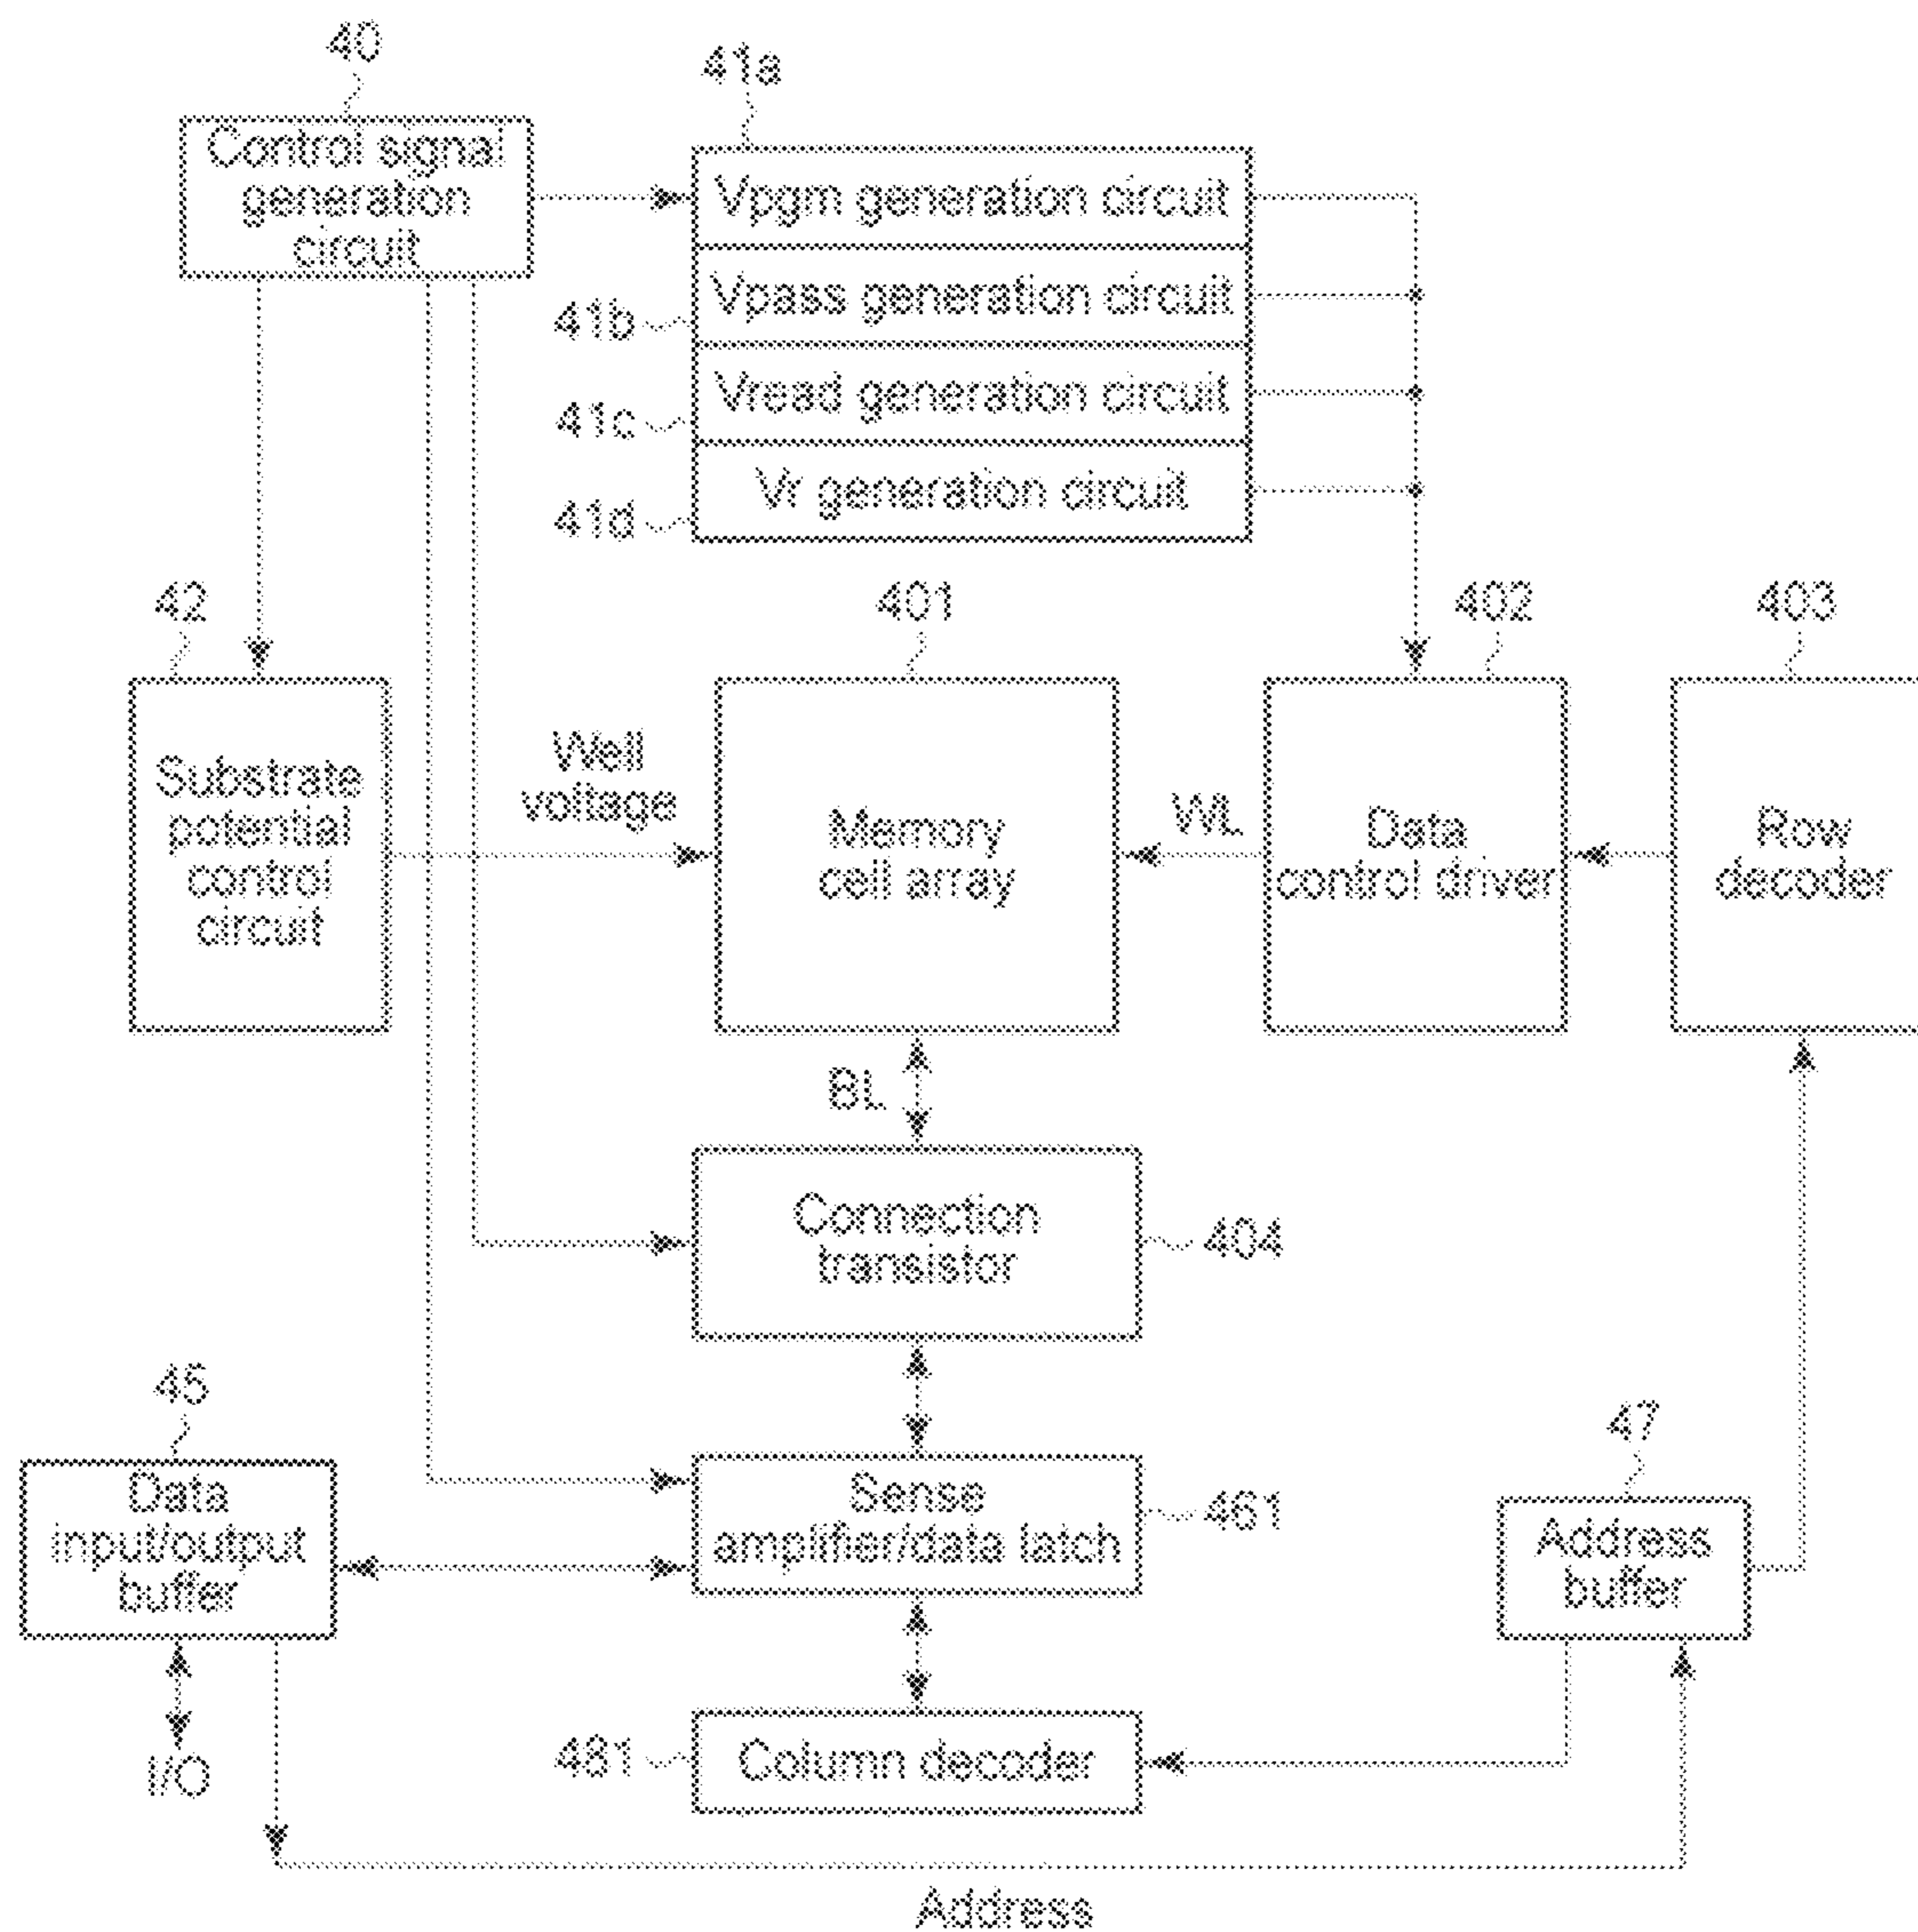 40
Control signal
generation
circuit
41a
Vpgm generation circuit
Vpass generation circuit
41b
Vread generation circuit
41c
Vr generation circuit
41d
42
Substrate
potential
control
circuit
Well
voltage
401
Memory
cell array
WL
402
Data
control driver
403
Row
decoder
BL
Connection
transistor
404
45
Data
input/output
buffer
I/O
Sense
amplifier/data latch
461
47
Address
buffer
481
Column decoder
Address